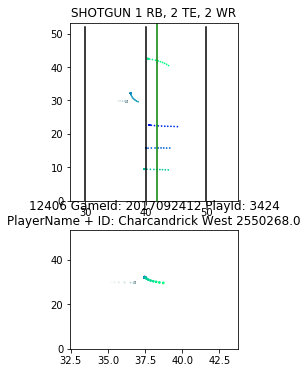 SHOTGUN 1 RB, 2 TE, 2 WR
50
40
30
20
10
0
30 40 50
12406 GameId: 2017092412 PlayId: 3424
PlayerName + ID: Charcandrick West 2550268.0
40
20
0
32.5 35.0 37.5 40.0 42.5